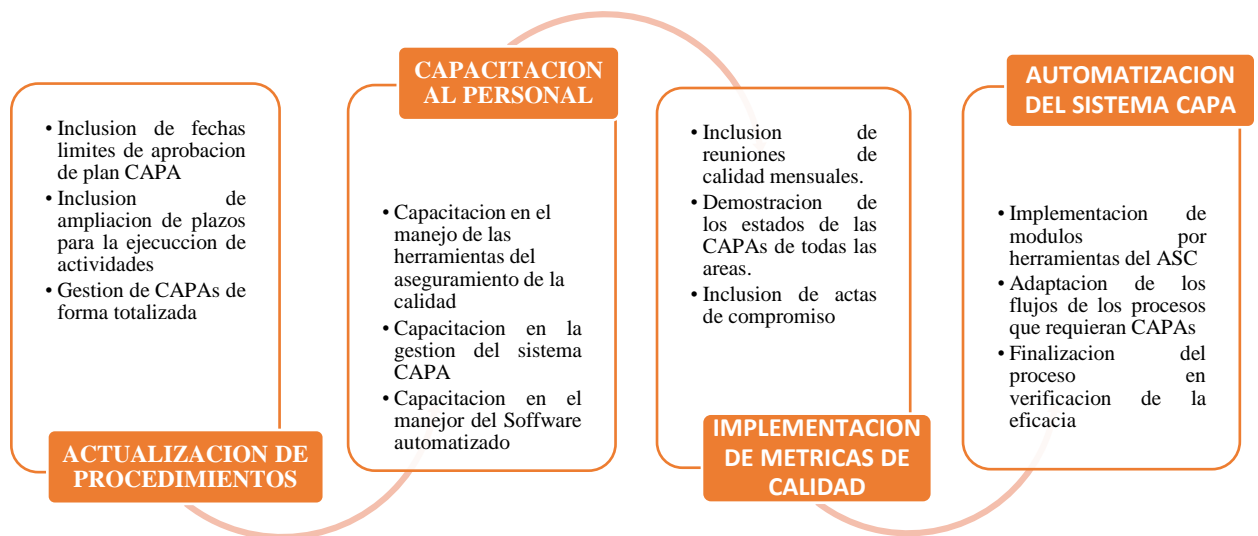 • Inclusion de fechas
limites de aprobacion
de plan CAPA
• Inclusion de
ampliacion de plazos
para la ejecuccion de
actividades
• Gestion de CAPAs de
forma totalizada
ACTUALIZACION DE
PROCEDIMIENTOS
CAPACITACION
AL PERSONAL
• Capacitacion en el
manejo de las
herramientas del
aseguramiento de la
calidad
• Capacitacion en la
gestion del sistema
CAPA
• Capacitacion en el
manejor del Soffware
automatizado
• Inclusion de
reuniones de
calidad mensuales.
• Demostracion de
los estados de las
CAPAs de todas las
areas.
• Inclusion de actas
de compromiso
IMPLEMENTACION
DE METRICAS DE
CALIDAD
AUTOMATIZACION
DEL SISTEMA CAPA
• Implementacion de
modulos por
herramientas del ASC
• Adaptacion de los
flujos de los procesos
que requieran CAPAs
• Finalizacion del
proceso en
verificacion de la
eficacia